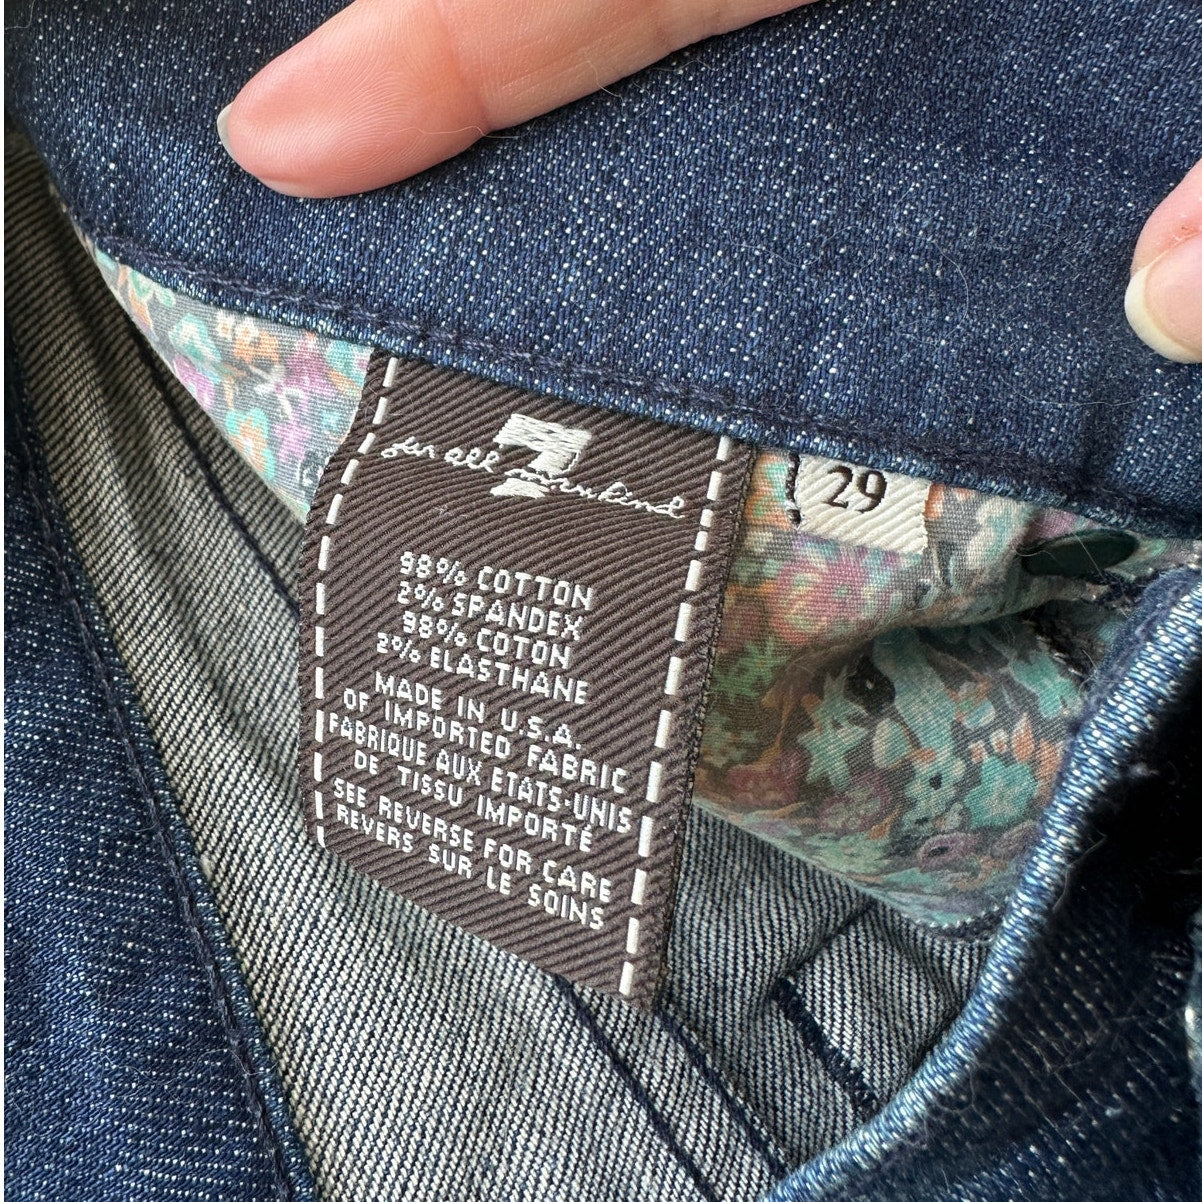 7
for all mankind
29
98% COTTON
2% SPANDEX
98% COTON
2% ELASTHANE
MADE IN U.S.A.
OF IMPORTED FABRIC
FABRIQUE AUX ETATS-UNIS
DE TISSU IMPORTÉ
SEE REVERSE FOR CARE
REVERS SUR LE SOINS